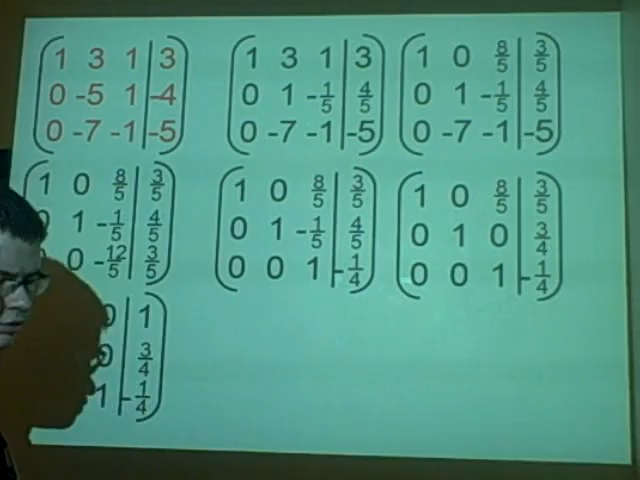 1 3 1 | 3
0 -5 1 | -4
0 -7 -1 | -5
1 3 1 | 3
0 1 -1/5 | 4/5
0 -7 -1 | -5
1 0 8/5 | 3/5
0 1 -1/5 | 4/5
0 -7 -1 | -5
1 0 8/5 | 3/5
0 1 -1/5 | 4/5
0 -12/5 | 3/5
1 0 8/5 | 3/5
0 1 -1/5 | 4/5
0 0 1 | -1/4
1 0 8/5 | 3/5
0 1 0 | 3/4
0 0 1 | -1/4
0 | 1
0 | 3/4
1 | -1/4